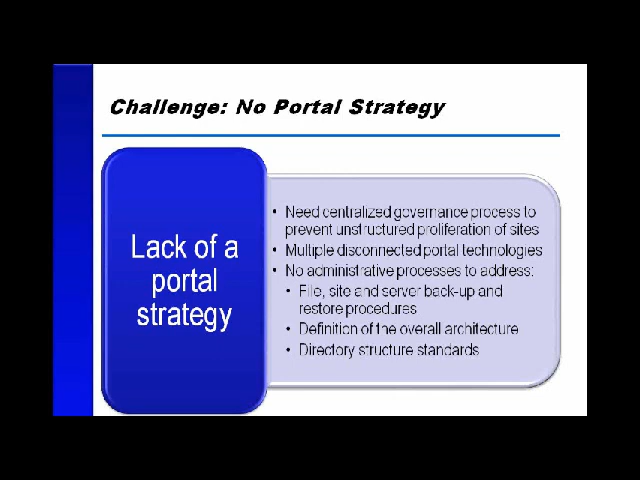 Challenge: No Portal Strategy
Lack of a
portal
strategy
• Need centralized governance process to
prevent unstructured proliferation of sites
• Multiple disconnected portal technologies
• No administrative processes to address:
• File, site and server back-up and
restore procedures
• Definition of the overall architecture
• Directory structure standards